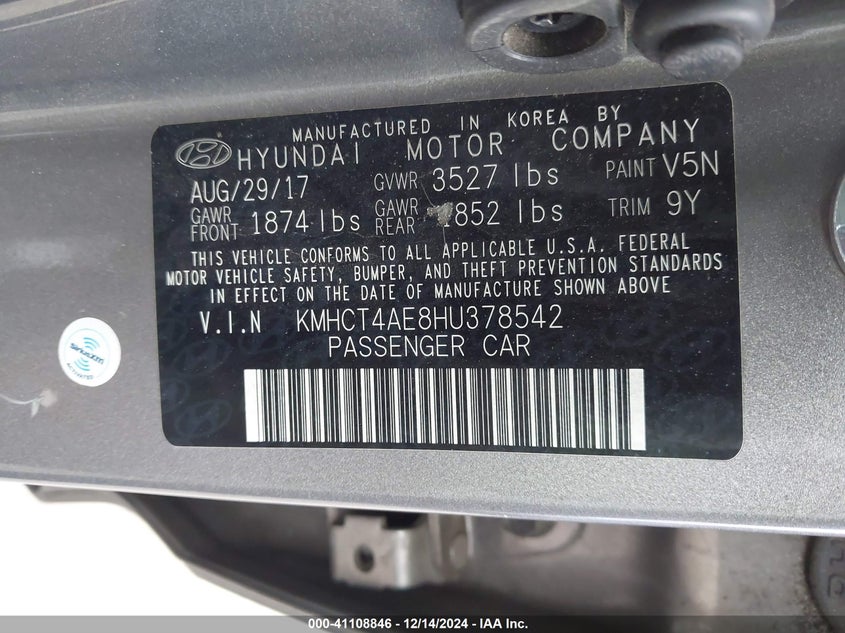 MANUFACTURED IN KOREA BY
HYUNDAI MOTOR COMPANY
AUG/29/17 GVWR 3527 lbs PAINT V5N
GAWR FRONT 1874 lbs GAWR REAR 852 lbs TRIM 9Y
THIS VEHICLE CONFORMS TO ALL APPLICABLE U.S.A. FEDERAL
MOTOR VEHICLE SAFETY, BUMPER, AND THEFT PREVENTION STANDARDS
IN EFFECT ON THE DATE OF MANUFACTURE SHOWN ABOVE
V.I.N KMHCT4AE8HU378542
PASSENGER CAR
SiriusXM
ACTIVATED
000-41108846 - 12/14/2024 - IAA Inc.